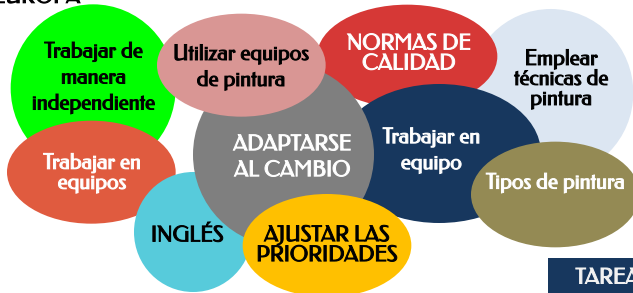 EUROPA
Trabajar de
manera
independiente
Utilizar equipos
de pintura
NORMAS DE
CALIDAD
Emplear
técnicas de
pintura
ADAPTARSE
AL CAMBIO
Trabajar en
equipo
Trabajar en
equipos
Tipos de pintura
INGLÉS
AJUSTAR LAS
PRIORIDADES
TAREA